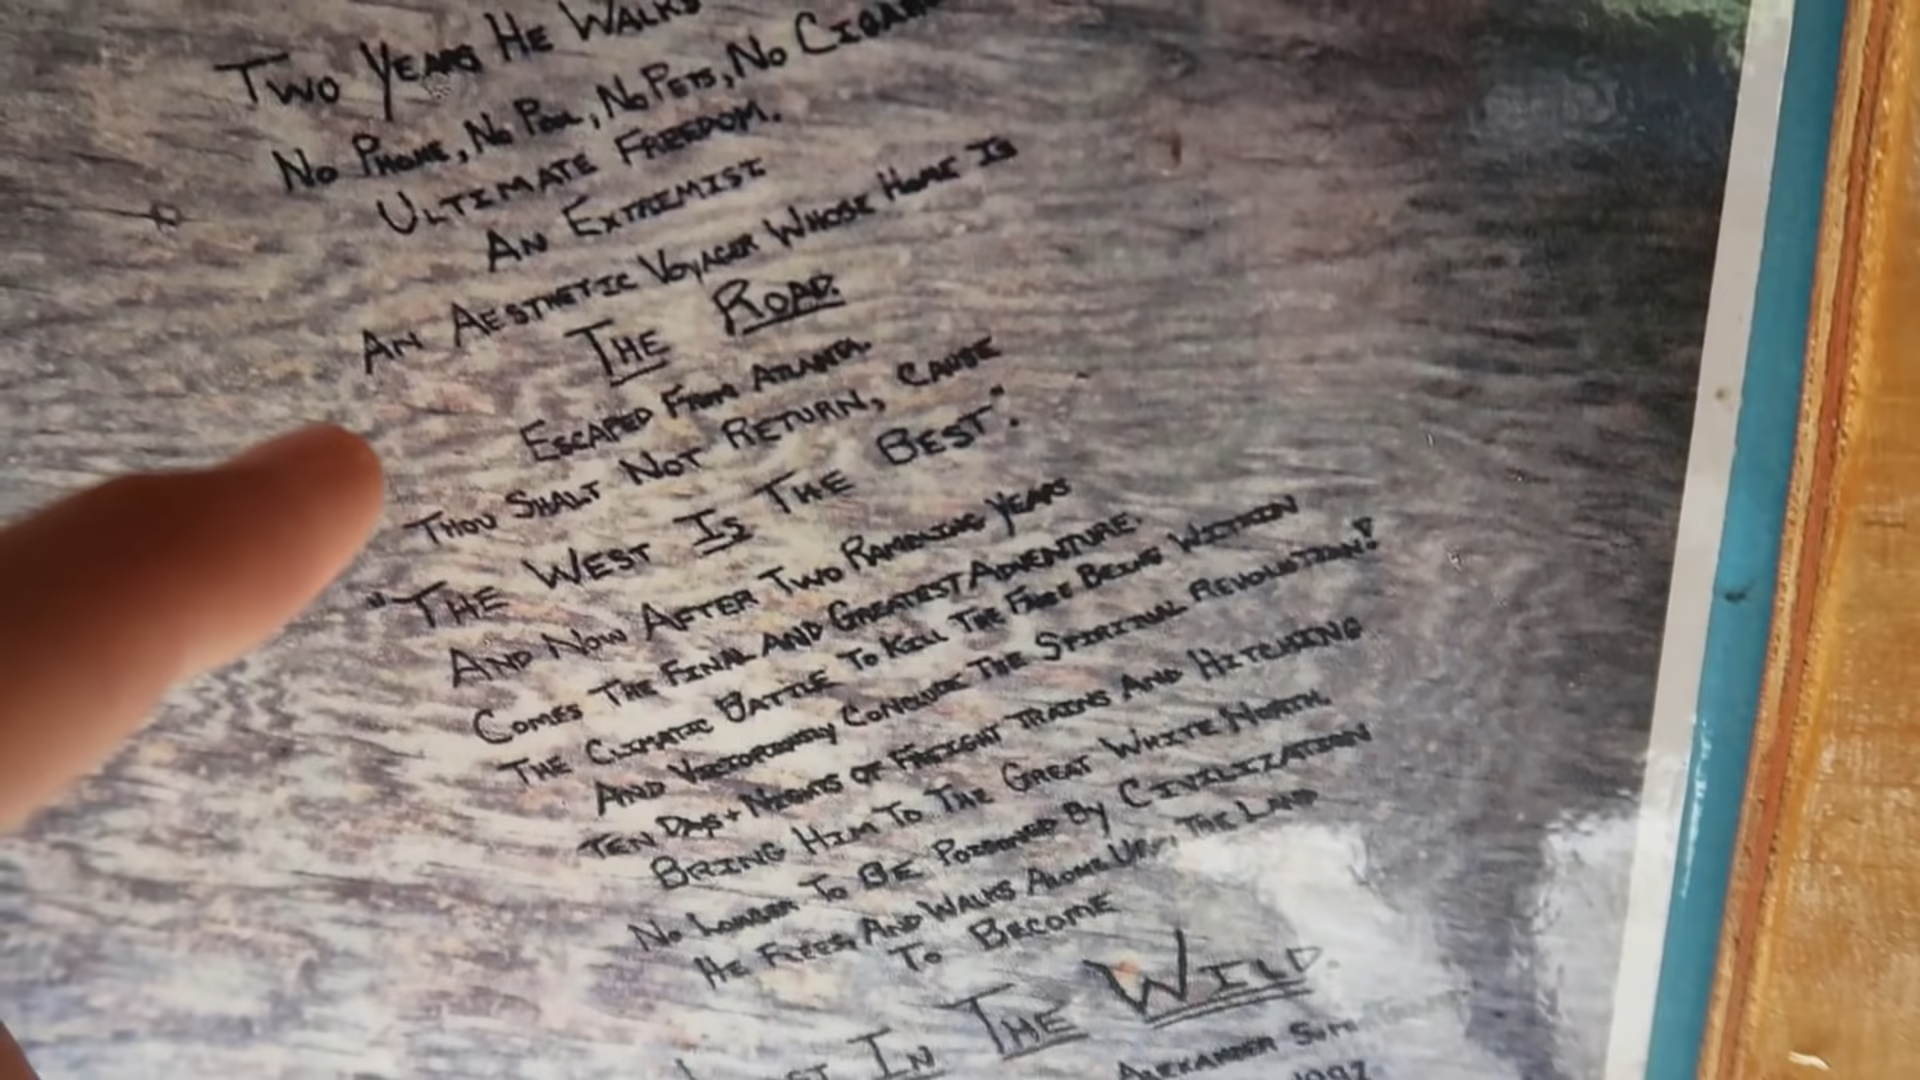 Two Years He Walks
No Phone, No Pool, No Pets, No
Ultimate Freedom.
An Extremist
An Aesthetic Voyager Whose Home Is
The Road.
Escaped From Atlanta.
Thou Shalt Not Return, Cause
"The West Is The Best".
And Now After Two Rambling Years
Comes The Final And Greatest Adventure.
The Climatic Battle To Kill The False Being Within
And Victoriously Conclude The Spiritual Revolution!
Ten Days + Nights Of Freight Trains And Hitching
Bring Him To The Great White North.
No Longer To Be Poisoned By Civilization
He Flees, And Walks Alone Upon The Land
To Become
In The Wild.
Alexander
1992